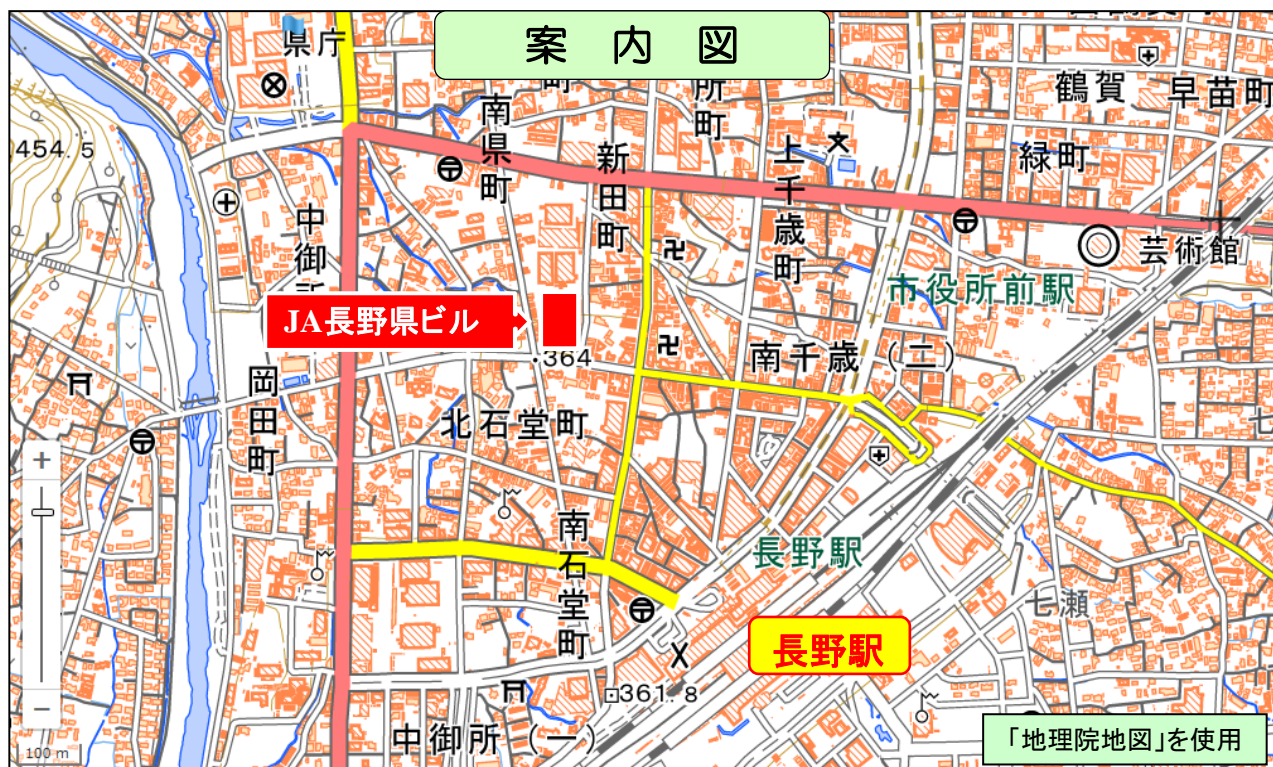 案 内 図
県庁
町
所町
鶴賀
早苗町
454.5
南県町
新田町
上千歳町
緑町
中御所
芸術館
市役所前駅
JA長野県ビル
・364
南千歳（二）
岡田町
北石堂町
+
南石堂町
長野駅
七瀬
長野駅
361.8
−
中御所（一）
100 m
「地理院地図」を使用